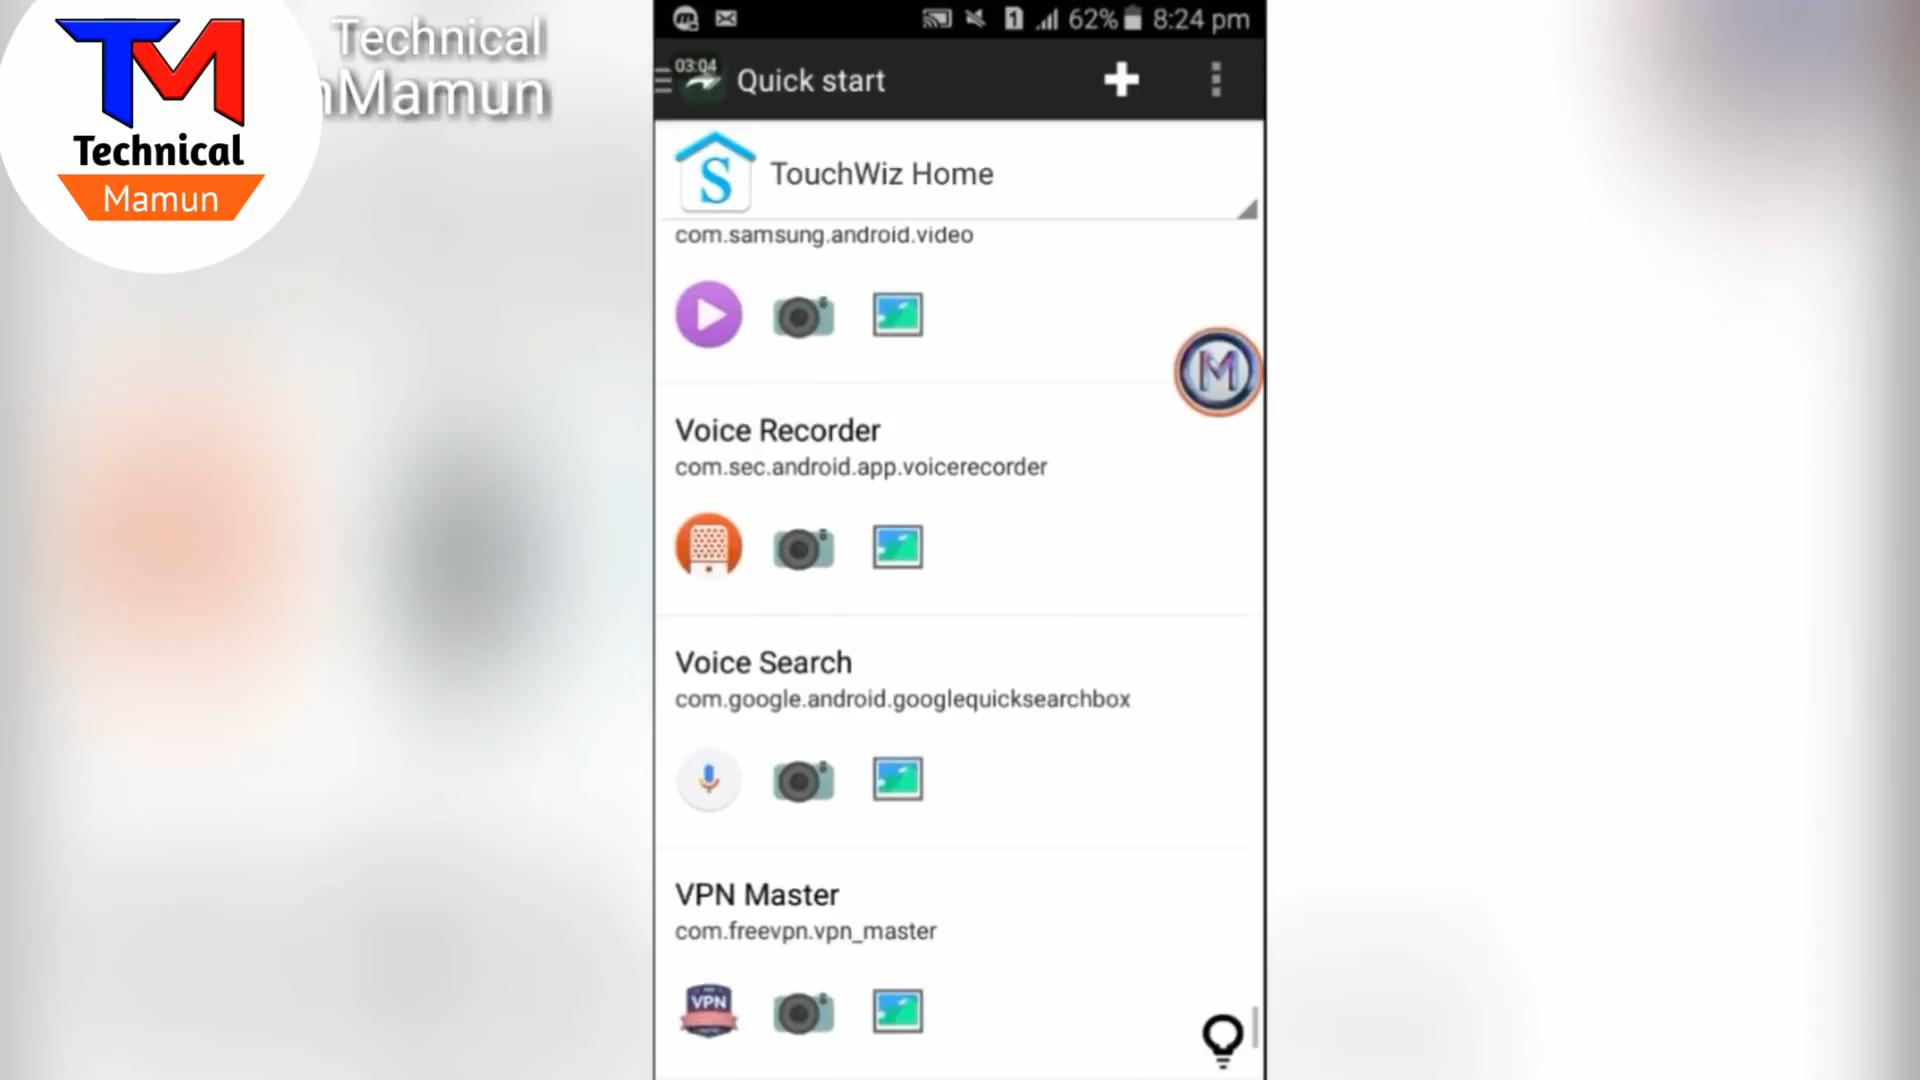 Technical
Mamun
Technical
nMamun
62% 8:24 pm
03:04
Quick start
S
TouchWiz Home
com.samsung.android.video
M
Voice Recorder
com.sec.android.app.voicerecorder
Voice Search
com.google.android.googlequicksearchbox
VPN Master
com.freevpn.vpn_master
VPN